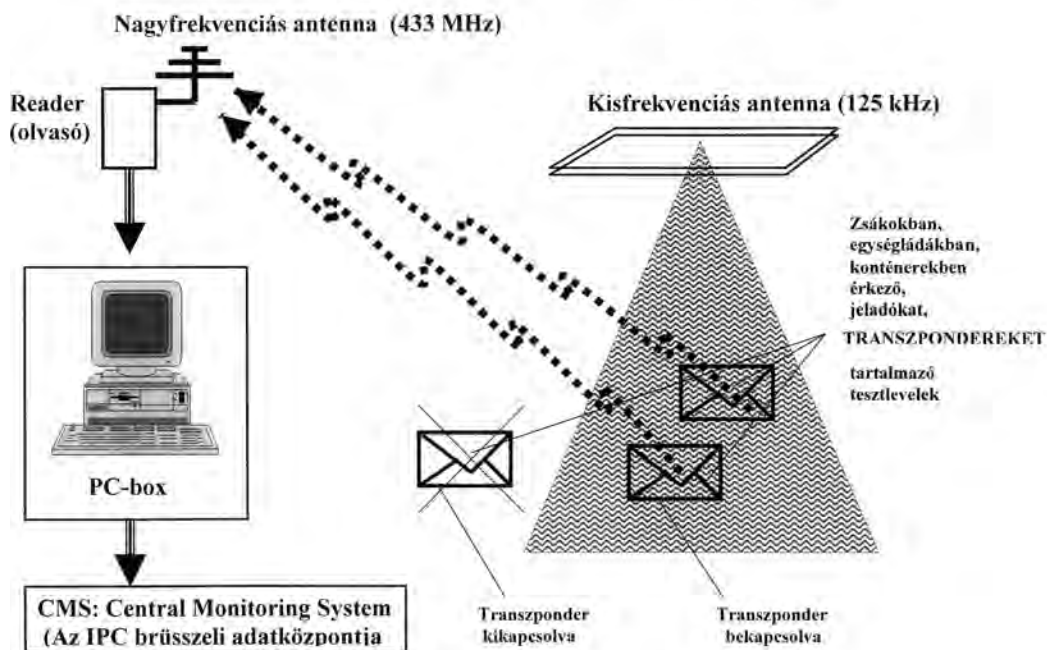 Nagyfrekvenciás antenna (433 MHz)
Reader
(olvasó)
Kisfrekvenciás antenna (125 kHz)
Zsákokban,
egységládákban,
konténerekben
érkező,
jeladókat,
TRANSZPONDEREKET
tartalmazó
tesztlevelek
PC-box
CMS: Central Monitoring System
(Az IPC brüsszeli adatközpontja
Transzponder
kikapcsolva
Transzponder
bekapcsolva